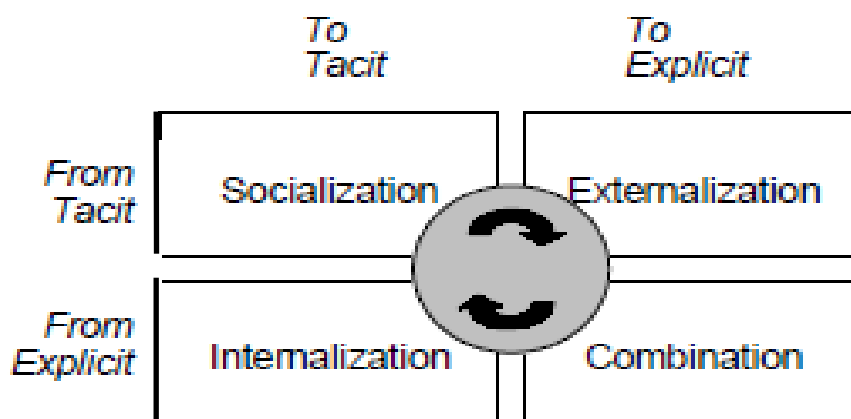 To
Tacit
To
Explicit
From
Tacit
Socialization
Externalization
From
Explicit
Internalization
Combination